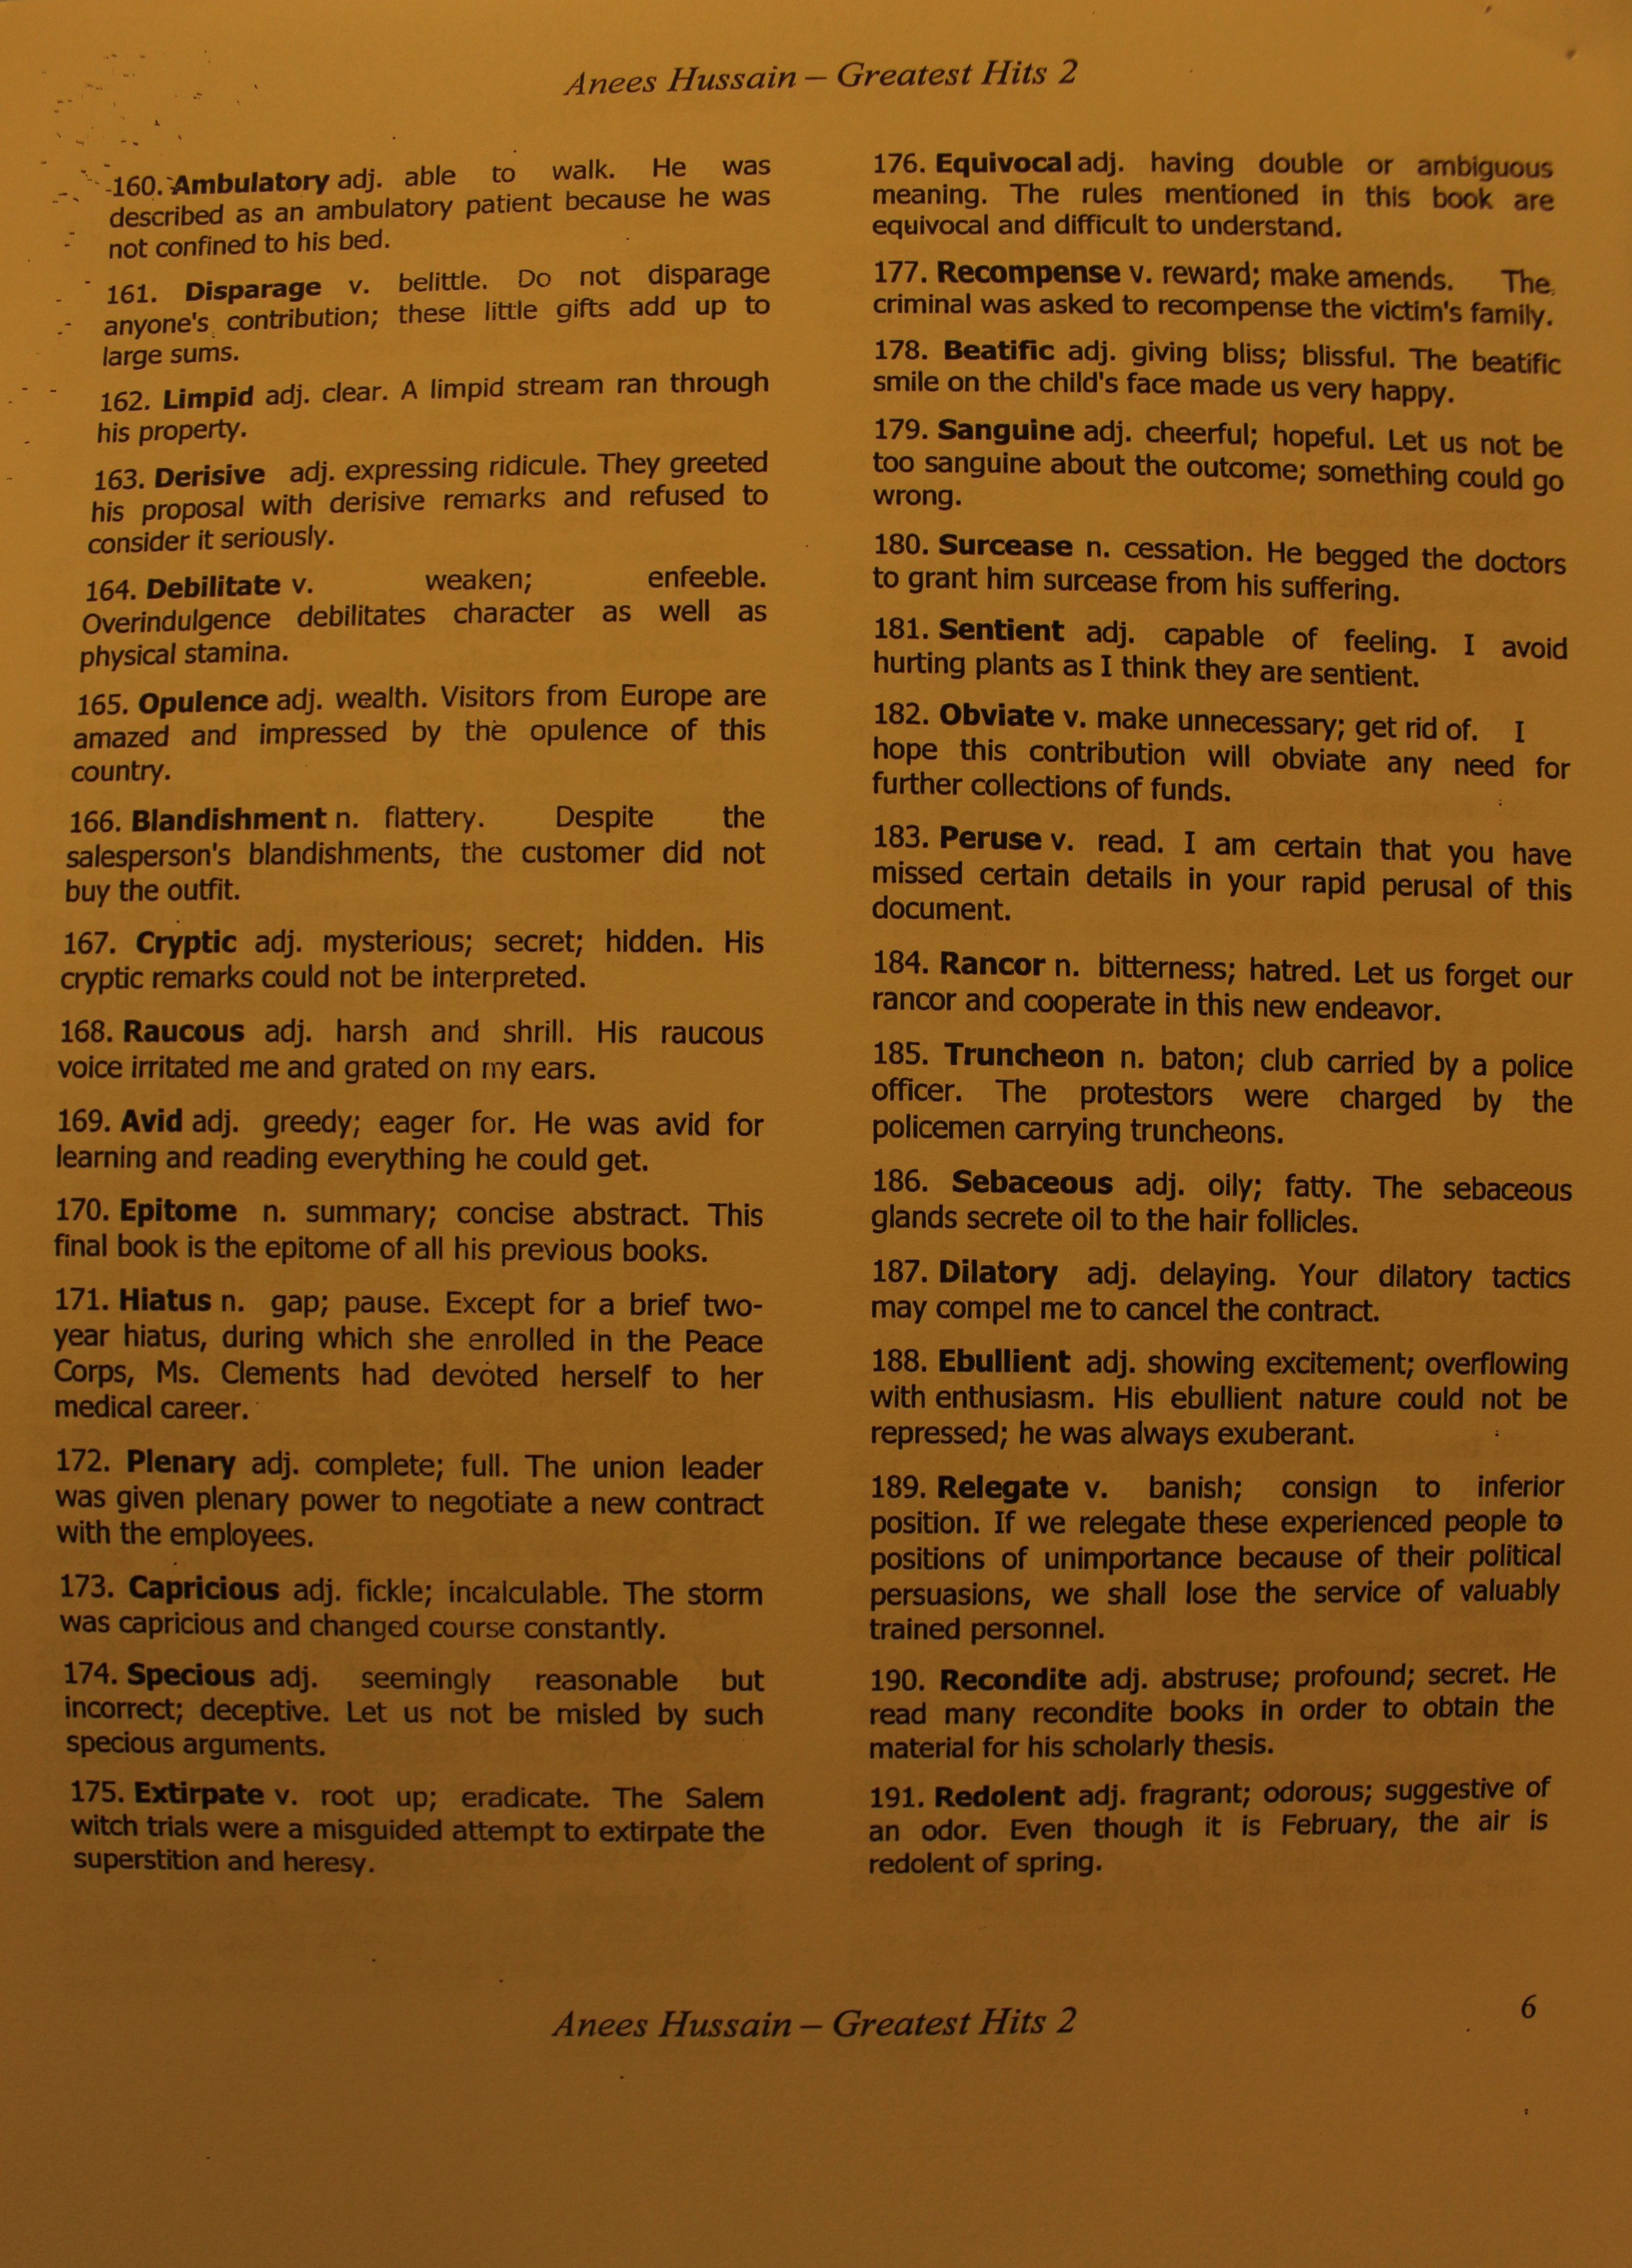 Anees Hussain – Greatest Hits 2
160. Ambulatory adj. able to walk. He was
described as an ambulatory patient because he was
not confined to his bed.
161. Disparage v. belittle. Do not disparage
anyone's contribution; these little gifts add up to
large sums.
162. Limpid adj. clear. A limpid stream ran through
his property.
163. Derisive adj. expressing ridicule. They greeted
his proposal with derisive remarks and refused to
consider it seriously.
164. Debilitate v. weaken; enfeeble.
Overindulgence debilitates character as well as
physical stamina.
165. Opulence adj. wealth. Visitors from Europe are
amazed and impressed by the opulence of this
country.
166. Blandishment n. flattery. Despite the
salesperson's blandishments, the customer did not
buy the outfit.
167. Cryptic adj. mysterious; secret; hidden. His
cryptic remarks could not be interpreted.
168. Raucous adj. harsh and shrill. His raucous
voice irritated me and grated on my ears.
169. Avid adj. greedy; eager for. He was avid for
learning and reading everything he could get.
170. Epitome n. summary; concise abstract. This
final book is the epitome of all his previous books.
171. Hiatus n. gap; pause. Except for a brief two-
year hiatus, during which she enrolled in the Peace
Corps, Ms. Clements had devoted herself to her
medical career.
172. Plenary adj. complete; full. The union leader
was given plenary power to negotiate a new contract
with the employees.
173. Capricious adj. fickle; incalculable. The storm
was capricious and changed course constantly.
174. Specious adj. seemingly reasonable but
incorrect; deceptive. Let us not be misled by such
specious arguments.
175. Extirpate v. root up; eradicate. The Salem
witch trials were a misguided attempt to extirpate the
superstition and heresy.
176. Equivocal adj. having double or ambiguous
meaning. The rules mentioned in this book are
equivocal and difficult to understand.
177. Recompense v. reward; make amends. The
criminal was asked to recompense the victim's family.
178. Beatific adj. giving bliss; blissful. The beatific
smile on the child's face made us very happy.
179. Sanguine adj. cheerful; hopeful. Let us not be
too sanguine about the outcome; something could go
wrong.
180. Surcease n. cessation. He begged the doctors
to grant him surcease from his suffering.
181. Sentient adj. capable of feeling. I avoid
hurting plants as I think they are sentient.
182. Obviate v. make unnecessary; get rid of. I
hope this contribution will obviate any need for
further collections of funds.
183. Peruse v. read. I am certain that you have
missed certain details in your rapid perusal of this
document.
184. Rancor n. bitterness; hatred. Let us forget our
rancor and cooperate in this new endeavor.
185. Truncheon n. baton; club carried by a police
officer. The protestors were charged by the
policemen carrying truncheons.
186. Sebaceous adj. oily; fatty. The sebaceous
glands secrete oil to the hair follicles.
187. Dilatory adj. delaying. Your dilatory tactics
may compel me to cancel the contract.
188. Ebullient adj. showing excitement; overflowing
with enthusiasm. His ebullient nature could not be
repressed; he was always exuberant.
189. Relegate v. banish; consign to inferior
position. If we relegate these experienced people to
positions of unimportance because of their political
persuasions, we shall lose the service of valuably
trained personnel.
190. Recondite adj. abstruse; profound; secret. He
read many recondite books in order to obtain the
material for his scholarly thesis.
191. Redolent adj. fragrant; odorous; suggestive of
an odor. Even though it is February, the air is
redolent of spring.
Anees Hussain – Greatest Hits 2
6